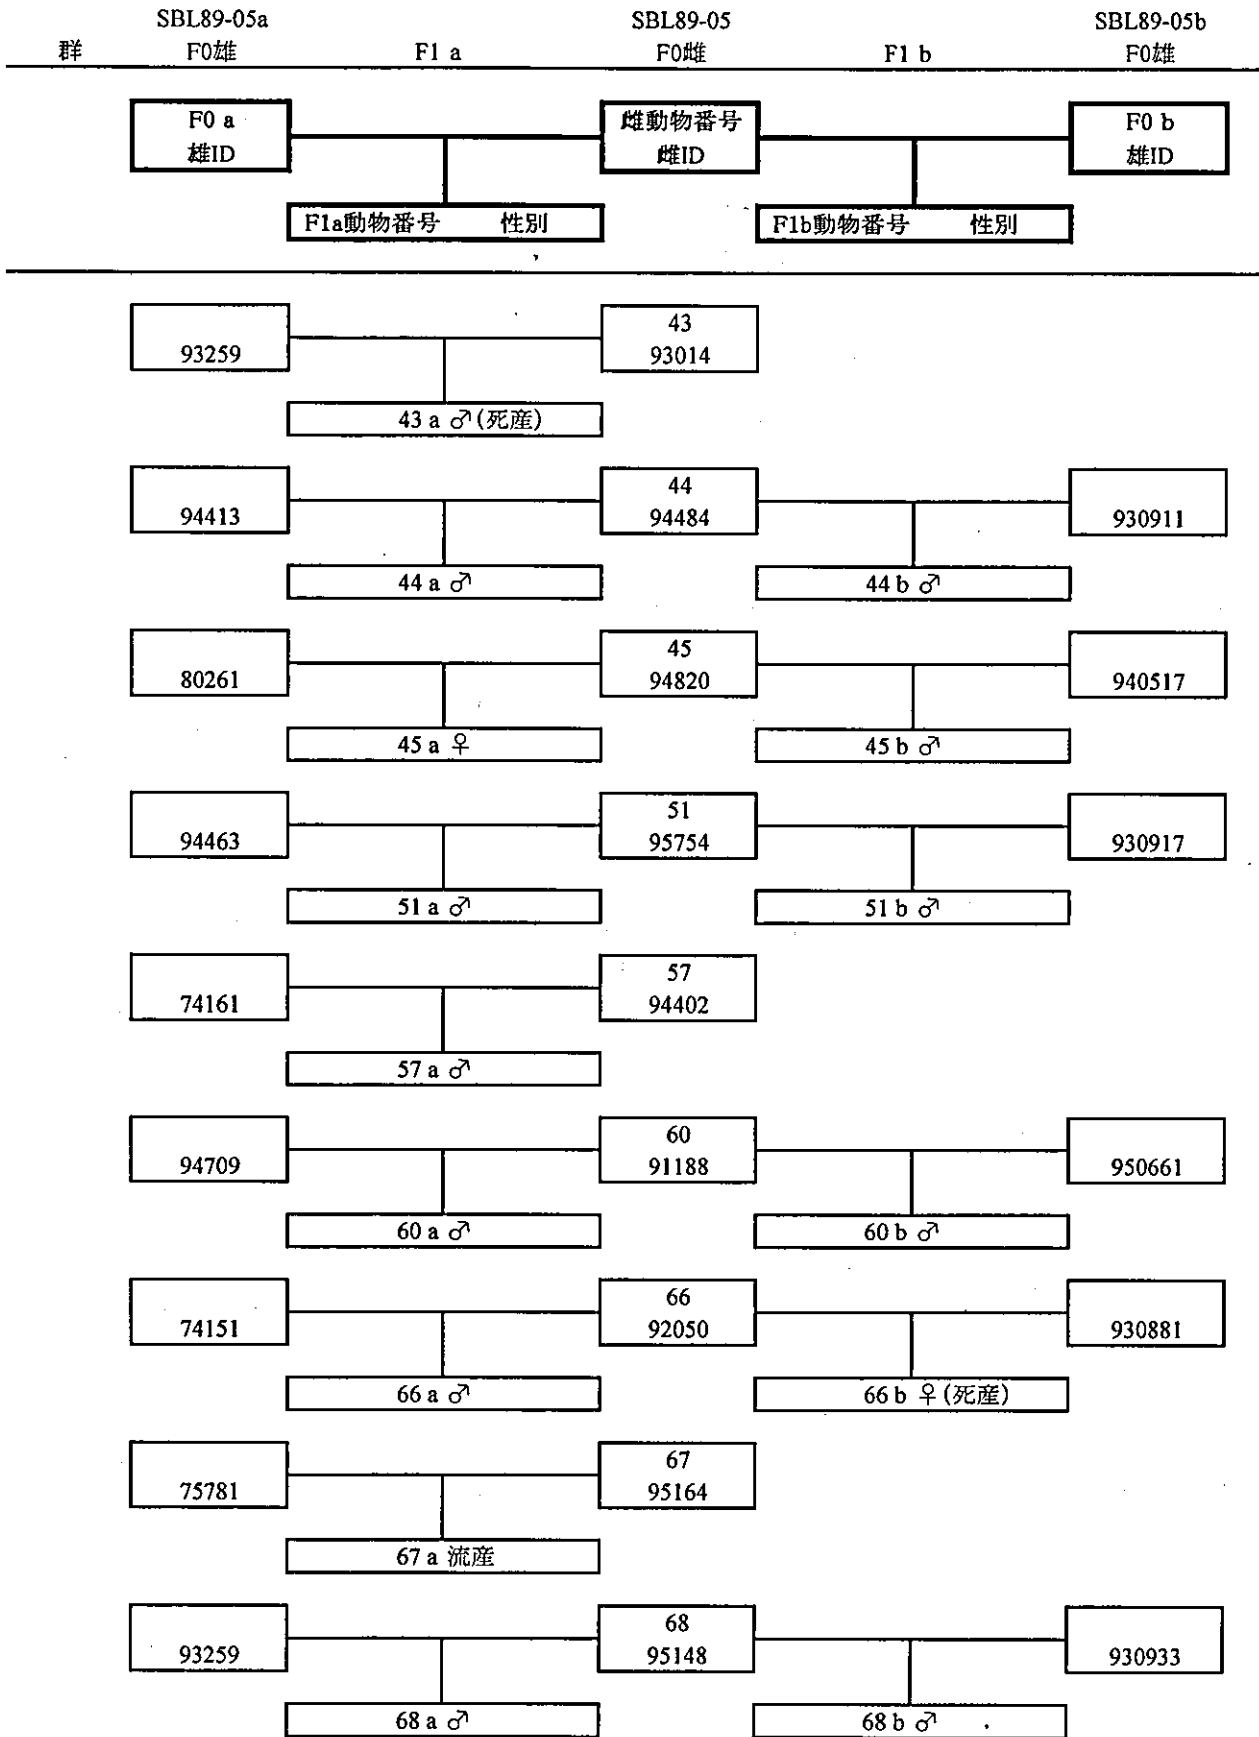 SBL89-05a SBL89-05 SBL89-05b
群 F0雄 F1 a F0雌 F1 b F0雄
F0 a 雌動物番号 F0 b
雄ID 雌ID 雄ID
F1a動物番号 性別 F1b動物番号 性別
43
93259 93014
43 a ♂(死産)
44
94413 94484 930911
44 a ♂ 44 b ♂
45
80261 94820 940517
45 a ♀ 45 b ♂
51
94463 95754 930917
51 a ♂ 51 b ♂
57
74161 94402
57 a ♂
60
94709 91188 950661
60 a ♂ 60 b ♂
66
74151 92050 930881
66 a ♂ 66 b ♀(死産)
67
75781 95164
67 a 流産
68
93259 95148 930933
68 a ♂ 68 b ♂